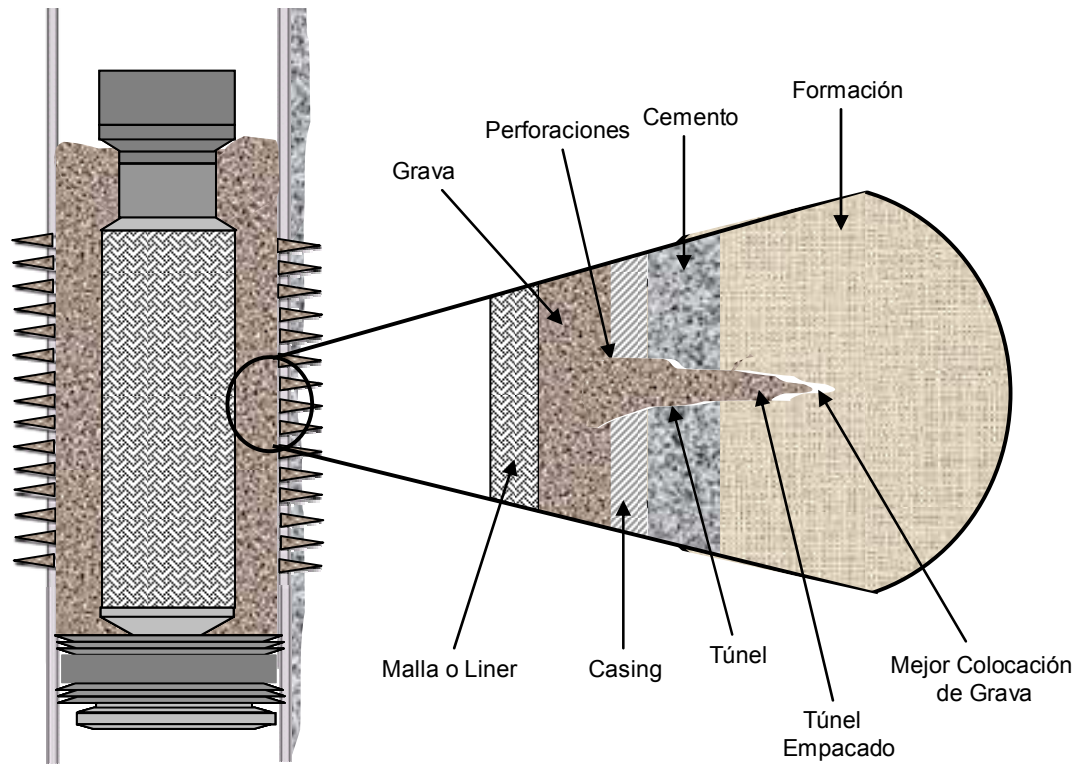 Formación
Cemento
Perforaciones
Grava
Malla o Liner
Casing
Túnel
Mejor Colocación
de Grava
Túnel
Empacado